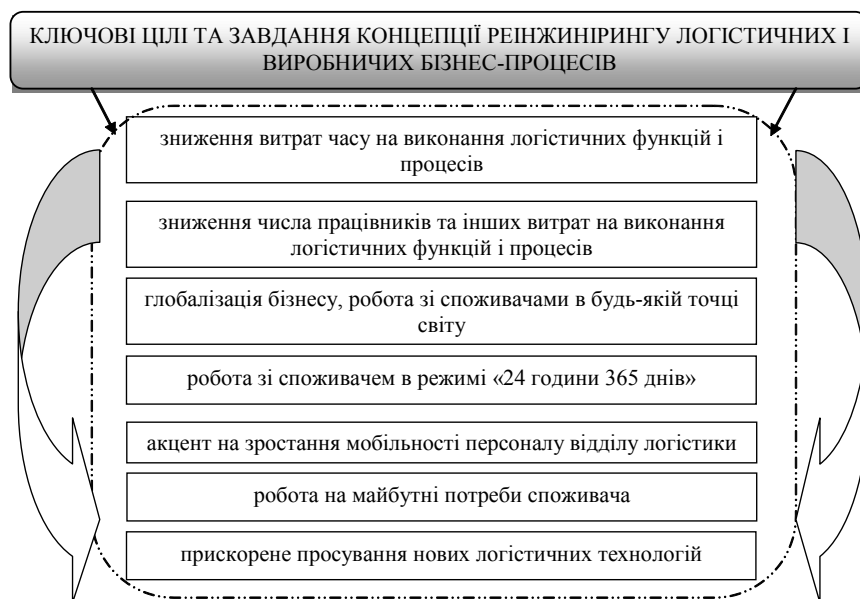 КЛЮЧОВІ ЦІЛІ ТА ЗАВДАННЯ КОНЦЕПЦІЇ РЕІНЖИНІРИНГУ ЛОГІСТИЧНИХ І
ВИРОБНИЧИХ БІЗНЕС-ПРОЦЕСІВ
зниження витрат часу на виконання логістичних функцій і
процесів
зниження числа працівників та інших витрат на виконання
логістичних функцій і процесів
глобалізація бізнесу, робота зі споживачами в будь-якій точці
світу
робота зі споживачем в режимі «24 години 365 днів»
акцент на зростання мобільності персоналу відділу логістики
робота на майбутні потреби споживача
прискорене просування нових логістичних технологій